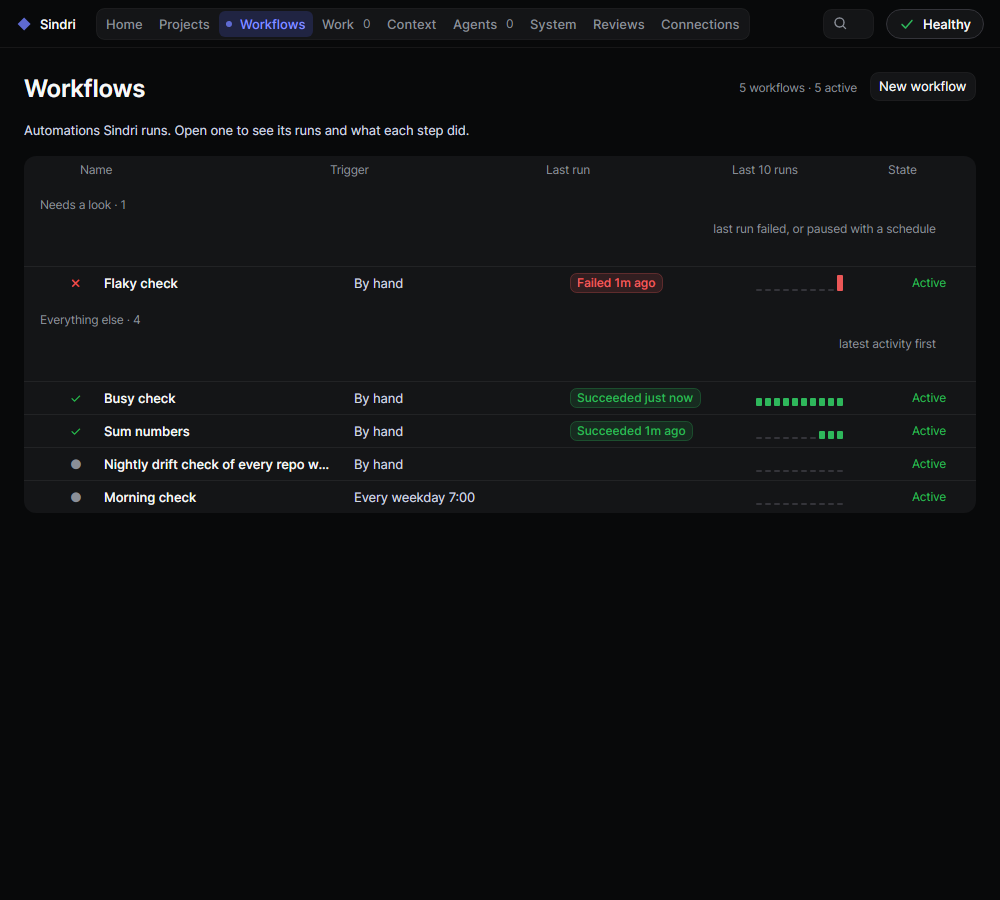 Sindri Home Projects Workflows Work 0 Context Agents 0 System Reviews Connections Healthy
Workflows 5 workflows · 5 active New workflow
Automations Sindri runs. Open one to see its runs and what each step did.
Name Trigger Last run Last 10 runs State
Needs a look · 1
last run failed, or paused with a schedule
Flaky check By hand Failed 1m ago Active
Everything else · 4
latest activity first
Busy check By hand Succeeded just now Active
Sum numbers By hand Succeeded 1m ago Active
Nightly drift check of every repo w... By hand Active
Morning check Every weekday 7:00 Active